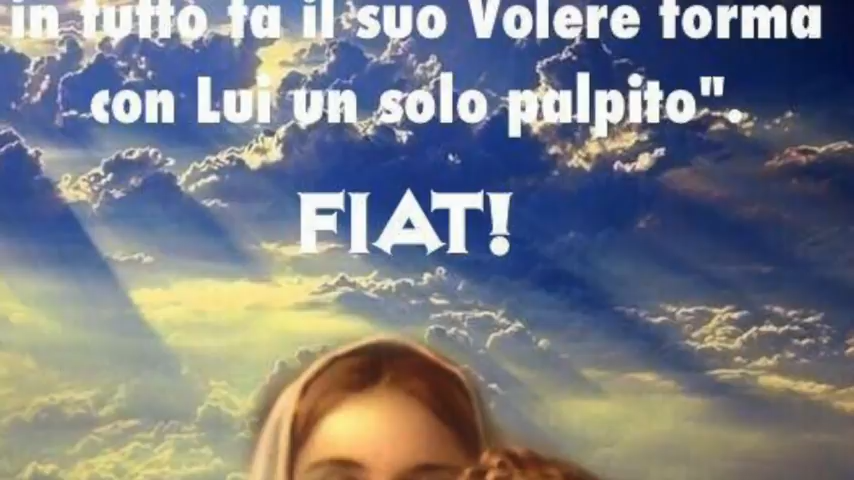 in tutto fa il suo Volere forma
con Lui un solo palpito".
FIAT!